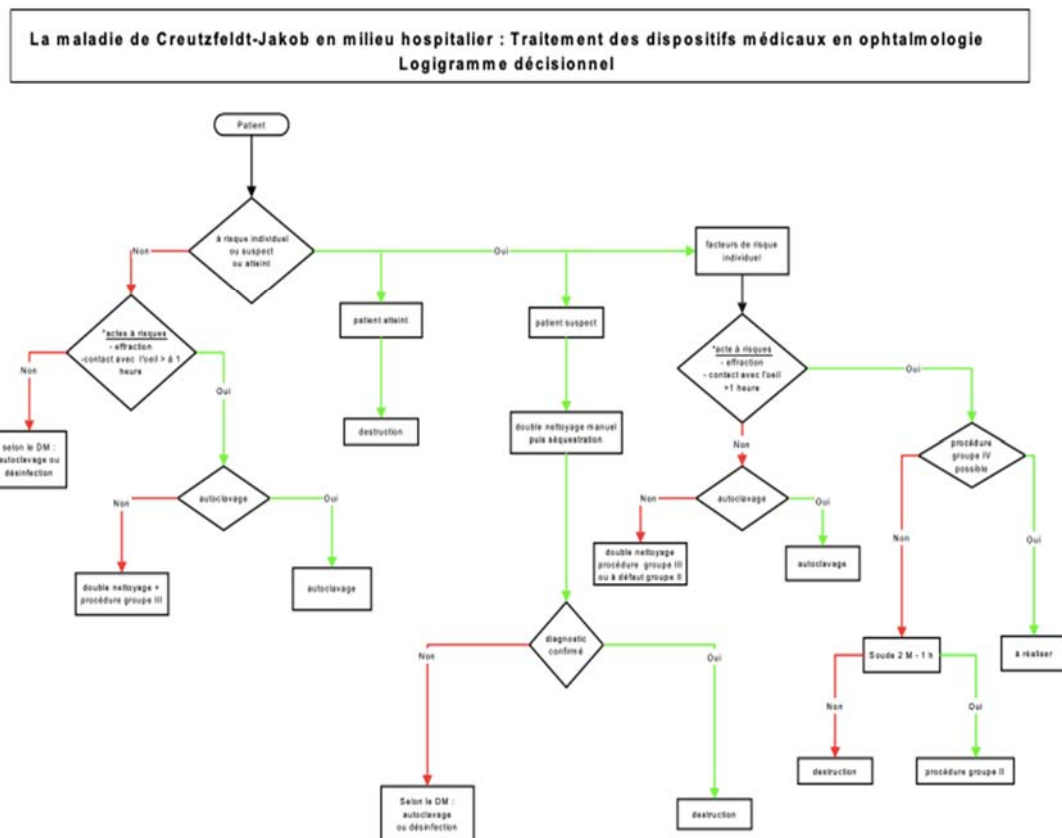 La maladie de Creutzfeldt-Jakob en milieu hospitalier : Traitement des dispositifs médicaux en ophtalmologie
Logigramme décisionnel
Patient
à risque individuel
ou suspect
ou atteint
Non
Oui
facteurs de risque
individuel
patient atteint
patient suspect
*actes à risques
- effraction
-contact avec l'oeil > à 1
heure
*acte à risques
- effraction
- contact avec l'oeil
>1 heure
Non
Oui
Oui
destruction
double nettoyage manuel
puis séquestration
Non
selon le DM :
autoclavage ou
désinfection
procédure
groupe IV
possible
autoclavage
Non
Oui
autoclavage
Non
Oui
Non
Oui
double nettoyage +
procédure groupe III
autoclavage
double nettoyage
procédure groupe III
ou à défaut groupe II
autoclavage
diagnostic
confirmé
Non
Oui
Soude 2 M - 1 h
à réaliser
Non
Oui
destruction
procédure groupe II
Selon le DM :
autoclavage
ou désinfection
destruction